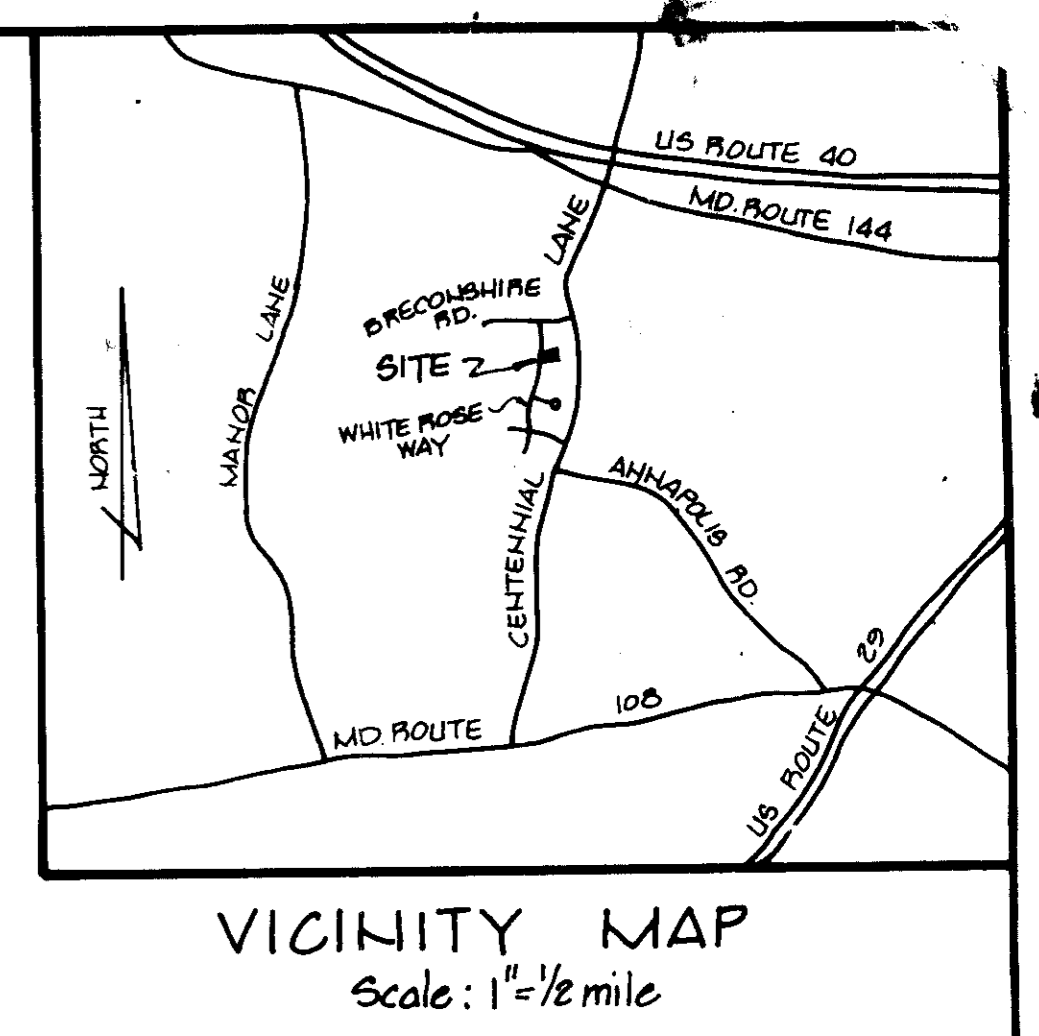 US ROUTE 40
MD. ROUTE 144
LANE
BRECONSHIRE
RD.
LANE
SITE
WHITE ROSE
WAY
MANOR
NORTH
ANNAPOLIS RD.
CENTENNIAL
29
108
MD. ROUTE
US ROUTE
VICINITY MAP
Scale: 1"=1/2 mile